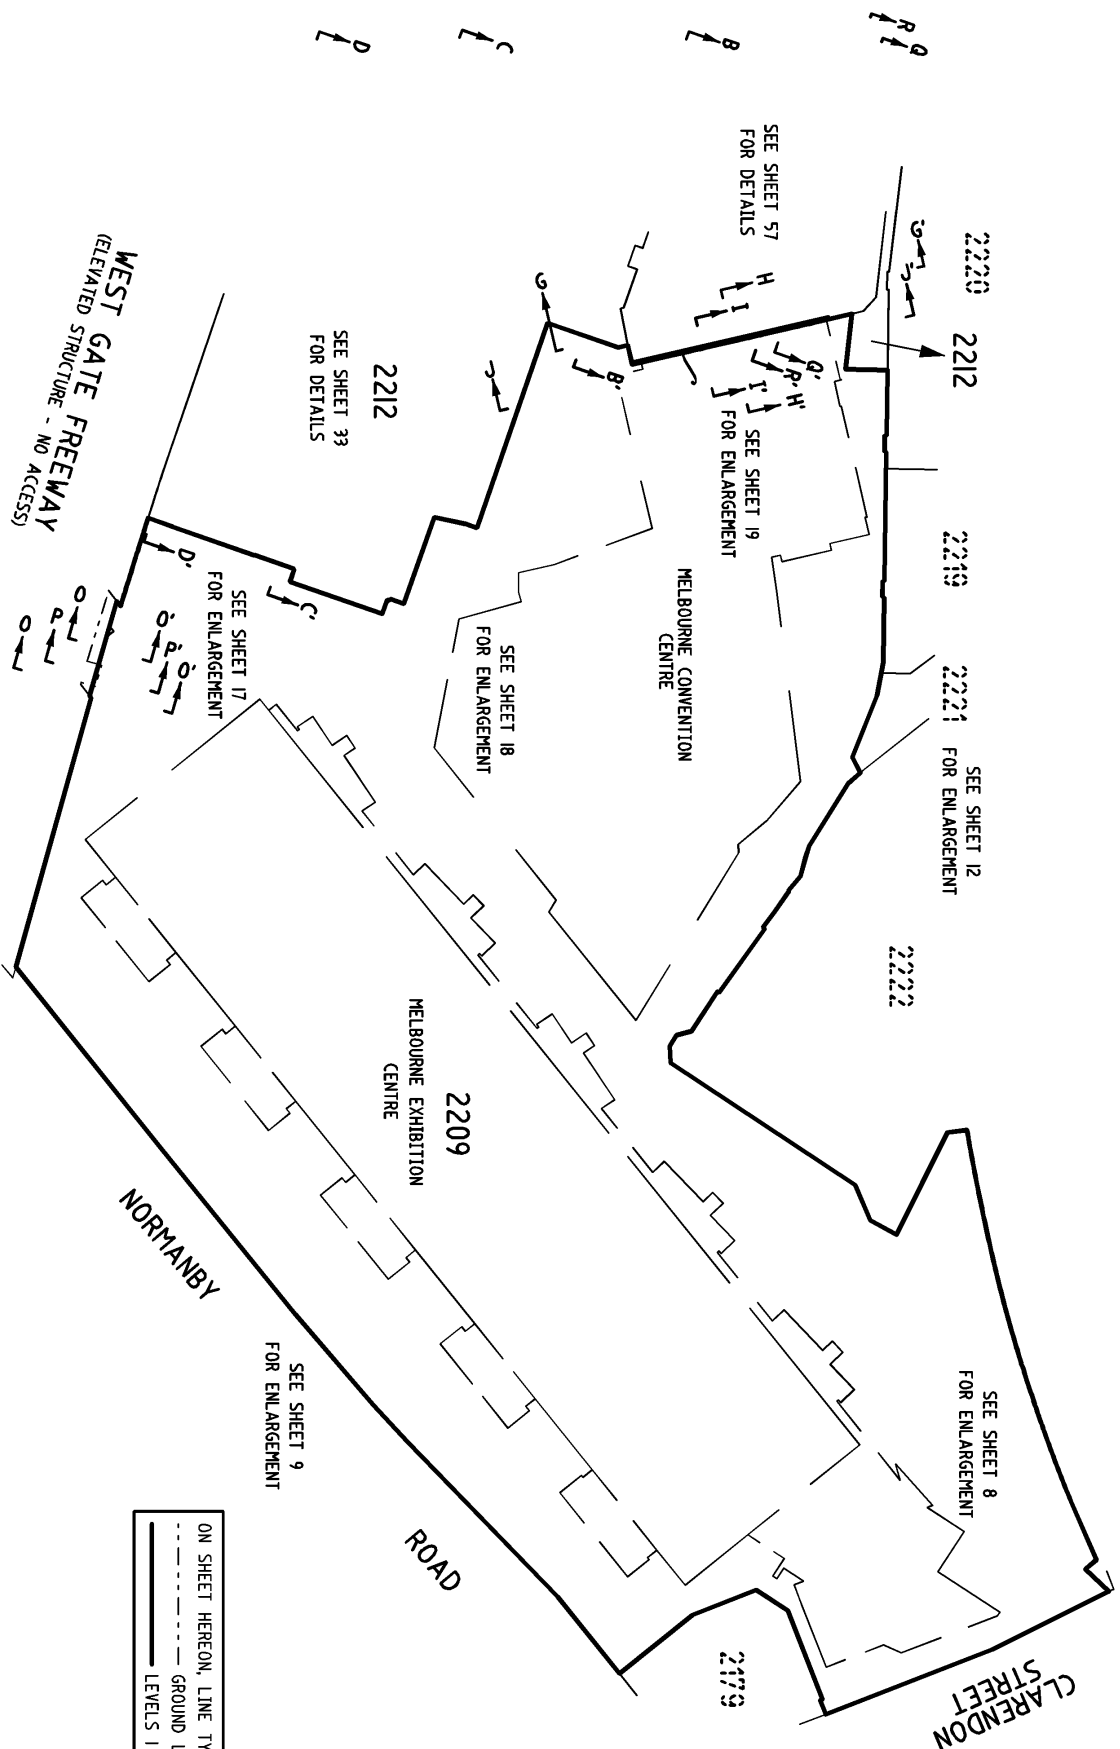 R
Q
B
C
D
2220
SEE SHEET 57
FOR DETAILS
G'
J'
2212
H
I
G
J
B'
Q'
R'
I'
H'
SEE SHEET 19
FOR ENLARGEMENT
2212
SEE SHEET 33
FOR DETAILS
WEST GATE FREEWAY
(ELEVATED STRUCTURE - NO ACCESS)
2219
2221
SEE SHEET 12
FOR ENLARGEMENT
2222
MELBOURNE CONVENTION
CENTRE
SEE SHEET 18
FOR ENLARGEMENT
D'
C'
SEE SHEET 17
FOR ENLARGEMENT
O
P
O
O'
P'
O'
2209
MELBOURNE EXHIBITION
CENTRE
NORMANBY
ROAD
SEE SHEET 9
FOR ENLARGEMENT
SEE SHEET 8
FOR ENLARGEMENT
CLARENDON
STREET
2179
ON SHEET HEREON, LINE TY
GROUND L
LEVELS I